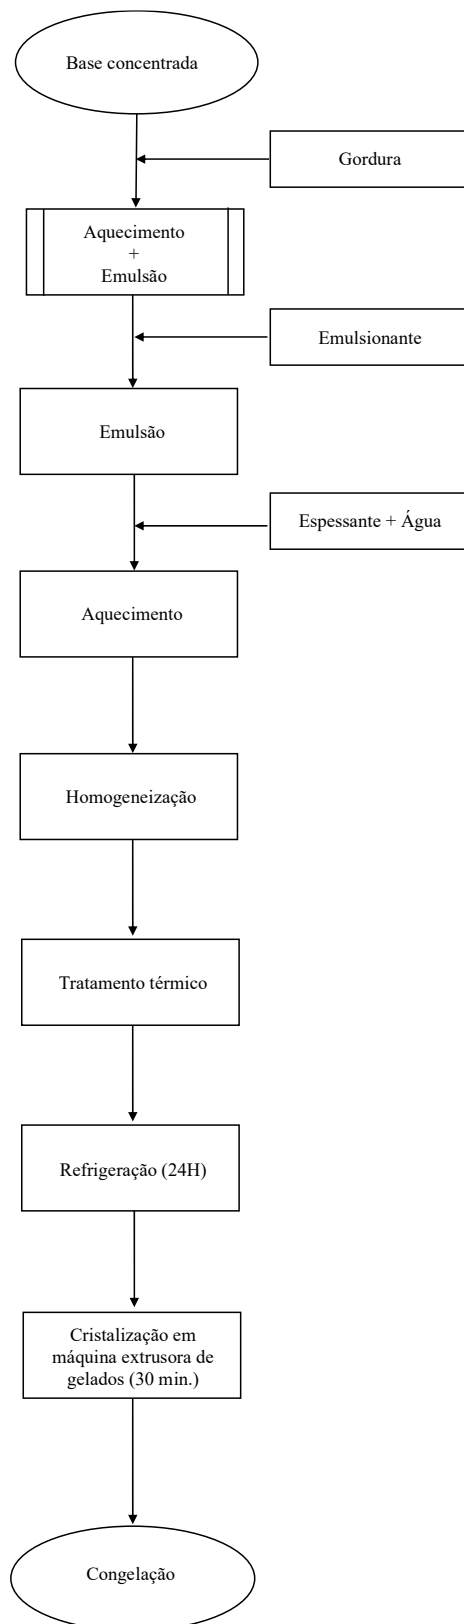 Base concentrada
Gordura
Aquecimento
+
Emulsão
Emulsionante
Emulsão
Espessante + Água
Aquecimento
Homogeneização
Tratamento térmico
Refrigeração (24H)
Cristalização em
máquina extrusora de
gelados (30 min.)
Congelação